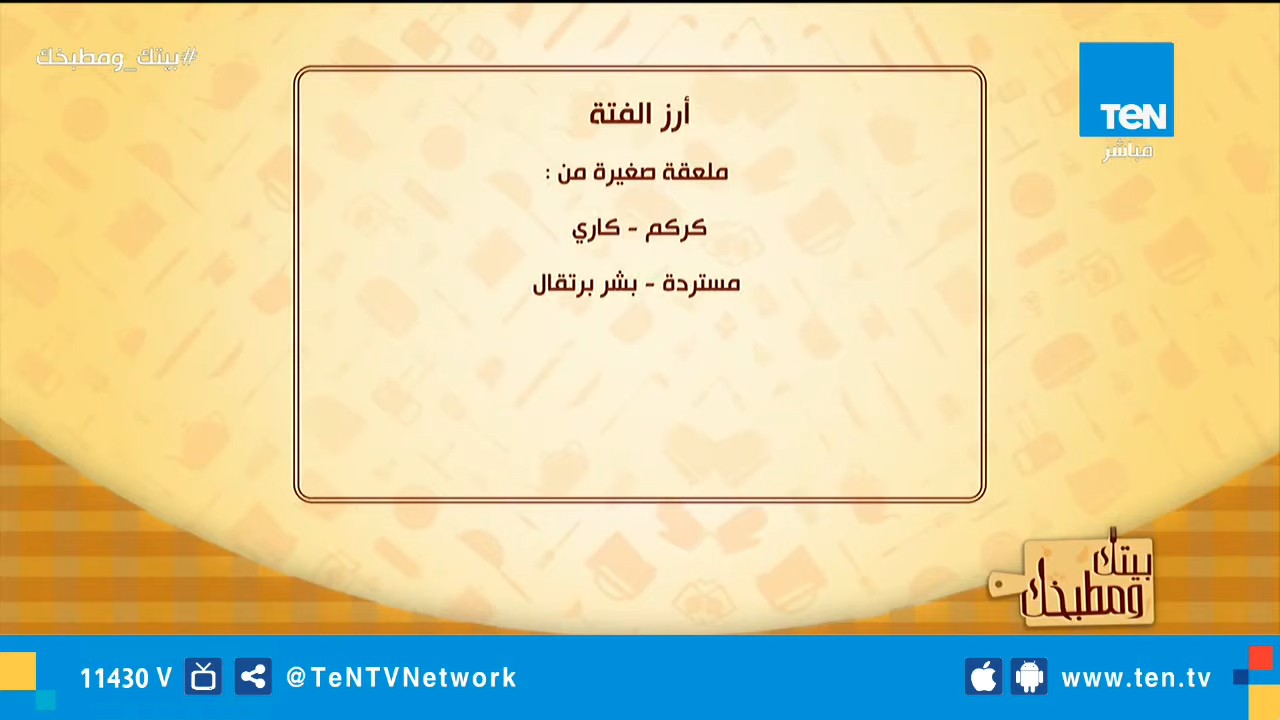 #بيتك_ومطبخك
TeN
مباشر
أرز الفتة
ملعقة صغيرة من :
كركم - كاري
مستردة - بشر برتقال
بيتك
ومطبخك
11430 V
@TeNTVNetwork
www.ten.tv